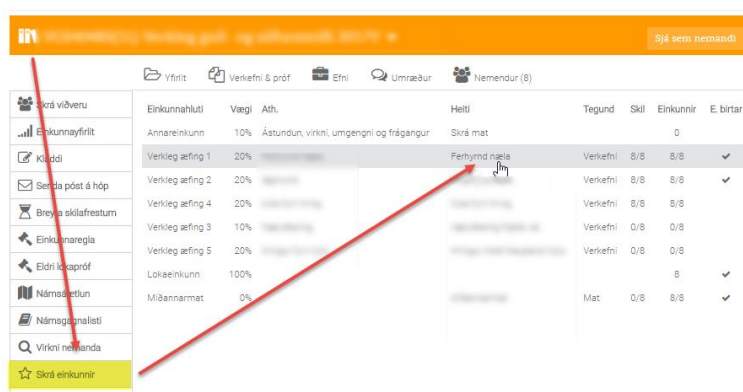 Sjá sem nemandi
Yfirlit Verkefni & próf Efni Umræður Nemendur (8)
Skrá viðveru
Einkunnayfirlit
Kladdi
Senda póst á hóp
Breyta skilafrestum
Einkunnaregla
Eldri lokapróf
Námsáætlun
Námsgagnalisti
Virkni nemanda
Skrá einkunnir
Einkunnahluti Vægi Ath. Heiti Tegund Skil Einkunnir E. birtar
Annareinkunn 10% Ástundun, virkni, umgengni og frágangur Skrá mat 0
Verkleg æfing 1 20% Ferhyrnd næla Verkefni 8/8 8/8
Verkleg æfing 2 20% Verkefni 8/8 8/8
Verkleg æfing 4 20% Verkefni 8/8 8/8
Verkleg æfing 3 10% Verkefni 0/8 0/8
Verkleg æfing 5 20% Verkefni 0/8 0/8
Lokaeinkunn 100% 8
Miðannarmat 0% Mat 0/8 8/8